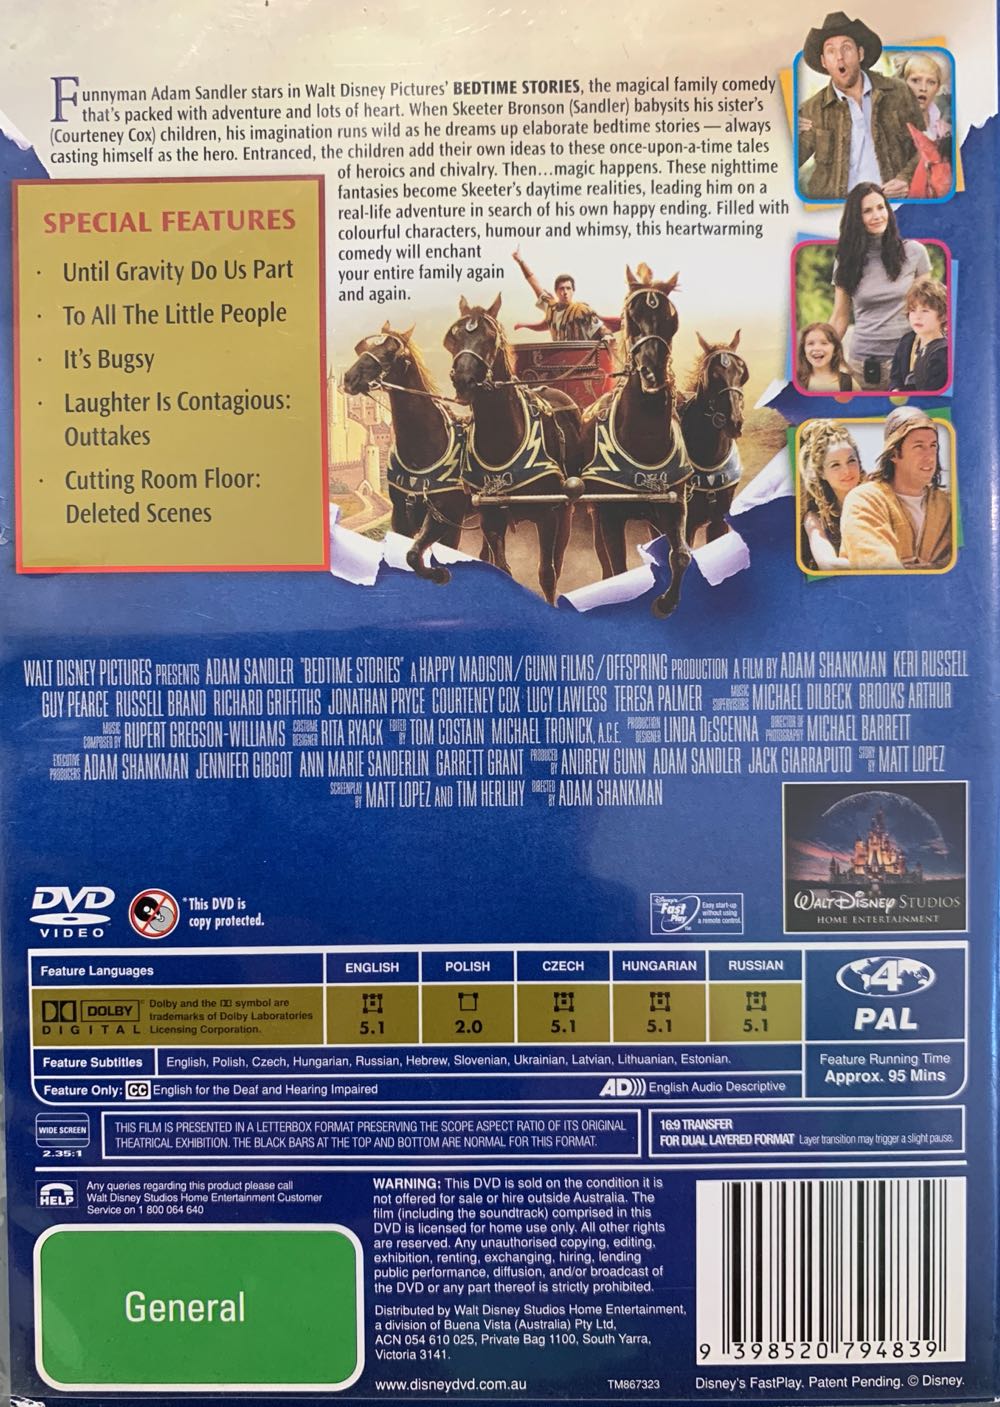 Funnyman Adam Sandler stars in Walt Disney Pictures' BEDTIME STORIES, the magical family comedy
that's packed with adventure and lots of heart. When Skeeter Bronson (Sandler) babysits his sister's
(Courteney Cox) children, his imagination runs wild as he dreams up elaborate bedtime stories — always
casting himself as the hero. Entranced, the children add their own ideas to these once-upon-a-time tales
of heroics and chivalry. Then...magic happens. These nighttime
fantasies become Skeeter's daytime realities, leading him on a
real-life adventure in search of his own happy ending. Filled with
colourful characters, humour and whimsy, this heartwarming
comedy will enchant
your entire family again
and again.
SPECIAL FEATURES
· Until Gravity Do Us Part
· To All The Little People
· It's Bugsy
· Laughter Is Contagious:
Outtakes
· Cutting Room Floor:
Deleted Scenes
WALT DISNEY PICTURES PRESENTS ADAM SANDLER "BEDTIME STORIES" A HAPPY MADISON/GUNN FILMS/OFFSPRING PRODUCTION A FILM BY ADAM SHANKMAN KERI RUSSELL
GUY PEARCE RUSSELL BRAND RICHARD GRIFFITHS JONATHAN PRYCE COURTENEY COX LUCY LAWLESS TERESA PALMER MUSIC SUPERVISORS MICHAEL DILBECK BROOKS ARTHUR
MUSIC COMPOSED BY RUPERT GREGSON-WILLIAMS COSTUME DESIGNER RITA RYACK EDITED BY TOM COSTAIN MICHAEL TRONICK, A.C.E. PRODUCTION DESIGNER LINDA DeSCENNA DIRECTOR OF PHOTOGRAPHY MICHAEL BARRETT
EXECUTIVE PRODUCERS ADAM SHANKMAN JENNIFER GIBGOT ANN MARIE SANDERLIN GARRETT GRANT PRODUCED BY ANDREW GUNN ADAM SANDLER JACK GIARRAPUTO STORY BY MATT LOPEZ
SCREENPLAY BY MATT LOPEZ AND TIM HERLIHY DIRECTED BY ADAM SHANKMAN
WALT DISNEY STUDIOS
HOME ENTERTAINMENT
DVD
VIDEO
*This DVD is
copy protected.
Disney's
Fast
Play
TM
Easy start-up
without using
a remote control.
Feature Languages ENGLISH POLISH CZECH HUNGARIAN RUSSIAN
DOLBY
DIGITAL
Dolby and the DD symbol are
trademarks of Dolby Laboratories
Licensing Corporation.
5.1 2.0 5.1 5.1 5.1
4
PAL
Feature Subtitles English, Polish, Czech, Hungarian, Russian, Hebrew, Slovenian, Ukrainian, Latvian, Lithuanian, Estonian.
Feature Only: CC English for the Deaf and Hearing Impaired AD))) English Audio Descriptive
Feature Running Time
Approx. 95 Mins
WIDE SCREEN
2.35:1
THIS FILM IS PRESENTED IN A LETTERBOX FORMAT PRESERVING THE SCOPE ASPECT RATIO OF ITS ORIGINAL
THEATRICAL EXHIBITION. THE BLACK BARS AT THE TOP AND BOTTOM ARE NORMAL FOR THIS FORMAT.
16:9 TRANSFER
FOR DUAL LAYERED FORMAT Layer transition may trigger a slight pause.
HELP
Any queries regarding this product please call
Walt Disney Studios Home Entertainment Customer
Service on 1 800 064 640
General
WARNING: This DVD is sold on the condition it is
not offered for sale or hire outside Australia. The
film (including the soundtrack) comprised in this
DVD is licensed for home use only. All other rights
are reserved. Any unauthorised copying, editing,
exhibition, renting, exchanging, hiring, lending
public performance, diffusion, and/or broadcast of
the DVD or any part thereof is strictly prohibited.
Distributed by Walt Disney Studios Home Entertainment,
a division of Buena Vista (Australia) Pty Ltd,
ACN 054 610 025, Private Bag 1100, South Yarra,
Victoria 3141.
www.disneydvd.com.au
TM867323
9 398520 794839
Disney's FastPlay. Patent Pending. © Disney.